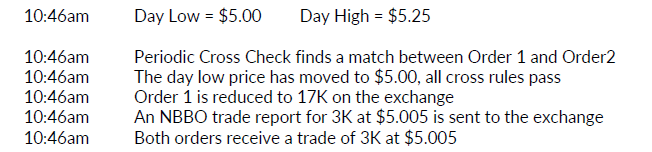 10:46am Day Low = $5.00 Day High = $5.25
10:46am Periodic Cross Check finds a match between Order 1 and Order2
10:46am The day low price has moved to $5.00, all cross rules pass
10:46am Order 1 is reduced to 17K on the exchange
10:46am An NBBO trade report for 3K at $5.005 is sent to the exchange
10:46am Both orders receive a trade of 3K at $5.005